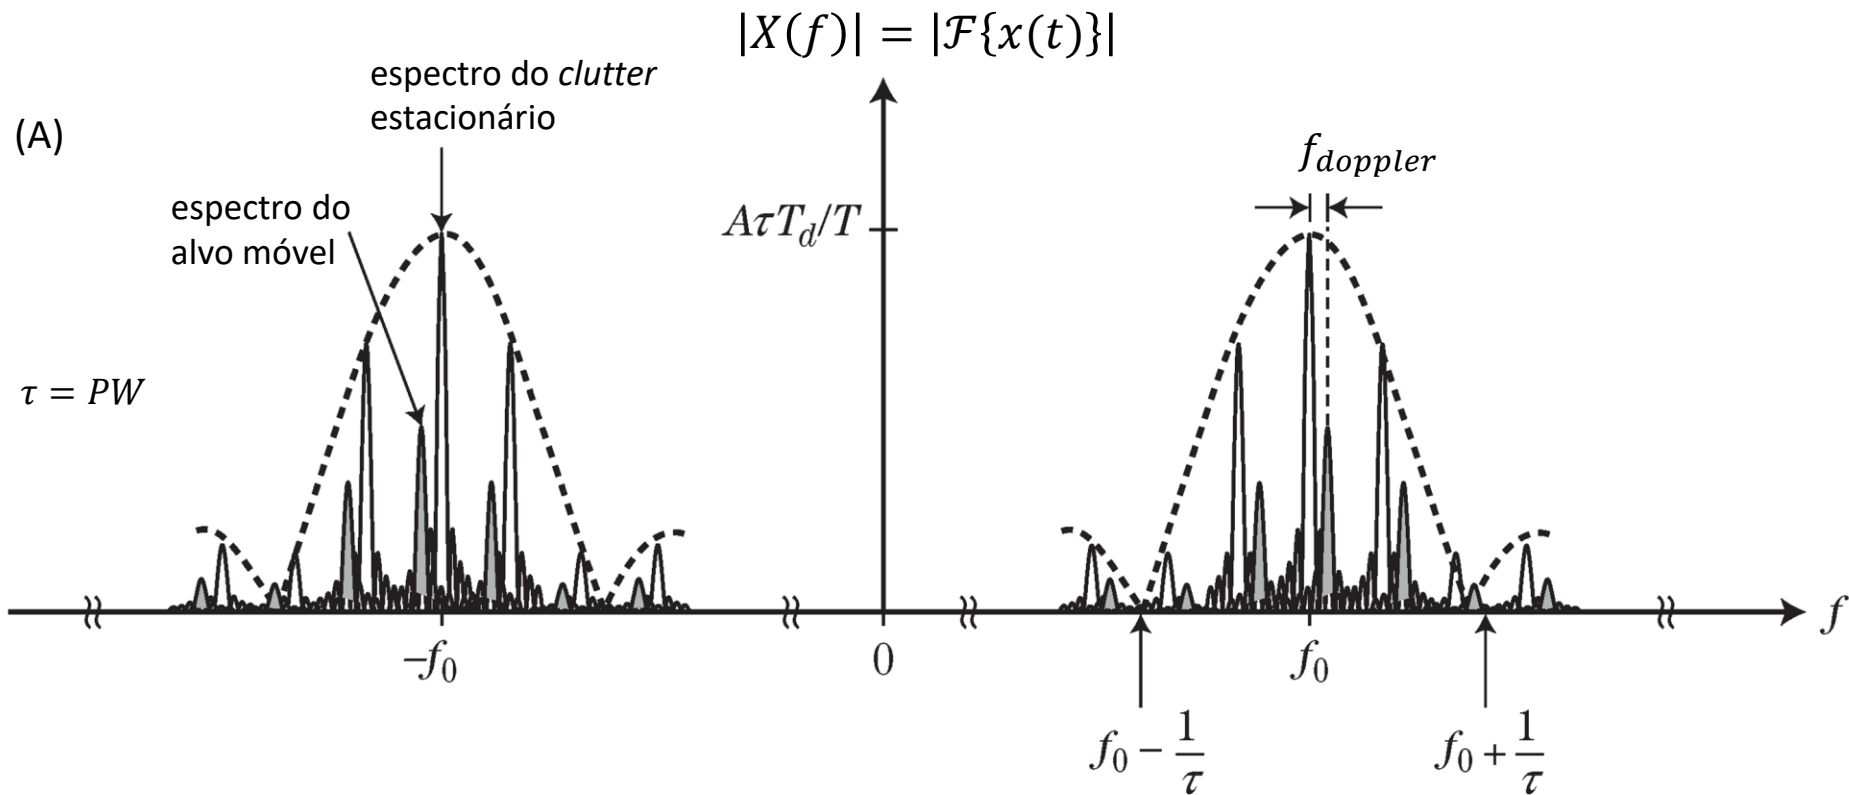 |X(f)| = |ℱ{x(t)}|
espectro do clutter
estacionário
(A)
f_doppler
espectro do
alvo móvel
AτT_d/T
τ = PW
−f_0
0
f_0
f
f_0 − 1/τ
f_0 + 1/τ